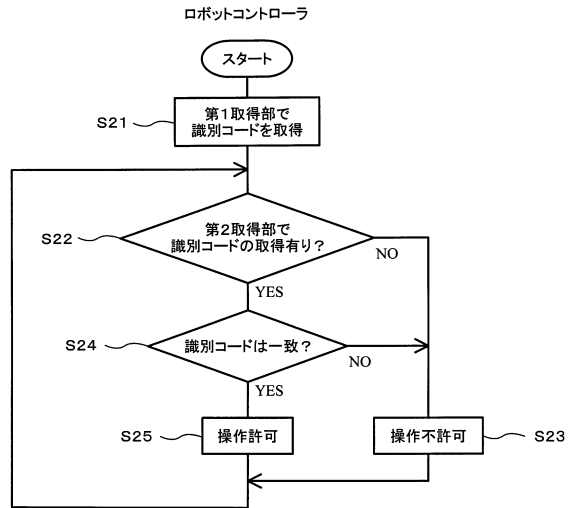 ロボットコントローラ
スタート
S21
第1取得部で
識別コードを取得
S22
第2取得部で
識別コードの取得有り?
NO
YES
S24
識別コードは一致?
NO
YES
S25
操作許可
操作不許可
S23